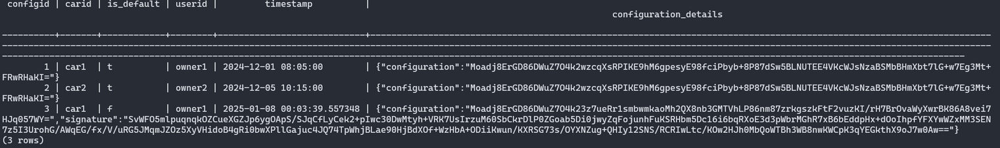 configid | carid | is_default | userid | timestamp |
configuration_details
----------+-------+------------+--------+----------------------------+----------------------------------------------------------------------------------------------------------------------
1 | car1 | t | owner1 | 2024-12-01 08:05:00 | {"configuration":"Moadj8ErGD86DWuZ7O4k2wzcqXsRPIKE9hM6gpesyE98fciPbyb+8P87dSw5BLNUTEE4VKcWJsNzaBSMbBHmXbt7lG+w7Eg3Mt+
FRwRHaKI="}
2 | car2 | t | owner2 | 2024-12-05 10:15:00 | {"configuration":"Moadj8ErGD86DWuZ7O4k2wzcqXsRPIKE9hM6gpesyE98fciPbyb+8P87dSw5BLNUTEE4VKcWJsNzaBSMbBHmXbt7lG+w7Eg3Mt+
FRwRHaKI="}
3 | car1 | f | owner1 | 2025-01-08 00:03:39.557348 | {"configuration":"Moadj8ErGD86DWuZ7O4k23z7ueRr1smbwmkaoMh2QX8nb3GMTVhLP86nm87zrkgszkFtF2vuzKI/rH7BrOvaWyXwrBK86A8vei7
HJq057WY=","signature":"SvWFO5mlpuqnqkOZCueXGZJp6ygOApS/SJqCfLyCek2+pIwc30DwMtyh+VRK7UsIrzuM60SbCkrDlP0ZGoab5Di0jwyZqFojunhFuKSRHbm5Dc16i6bqRXoE3d3pWbrMGhR7xB6bEddpHx+dOoIhpfYFXYwWZxMM3SEN
7z5I3UrohG/AWqEG/fx/V/uRG5JMqmJZOz5XyVHidoB4gRi0bwXPllGajuc4JQ74TpWhjBLae90HjBdXOf+WzHbA+ODiiKwun/KXRSG73s/OYXNZug+QHIy12SNS/RCRIwLtc/KOw2HJh0MbQoWTBh3WB8nwKWCpK3qYEGkthX9oJ7w0Aw=="}
(3 rows)